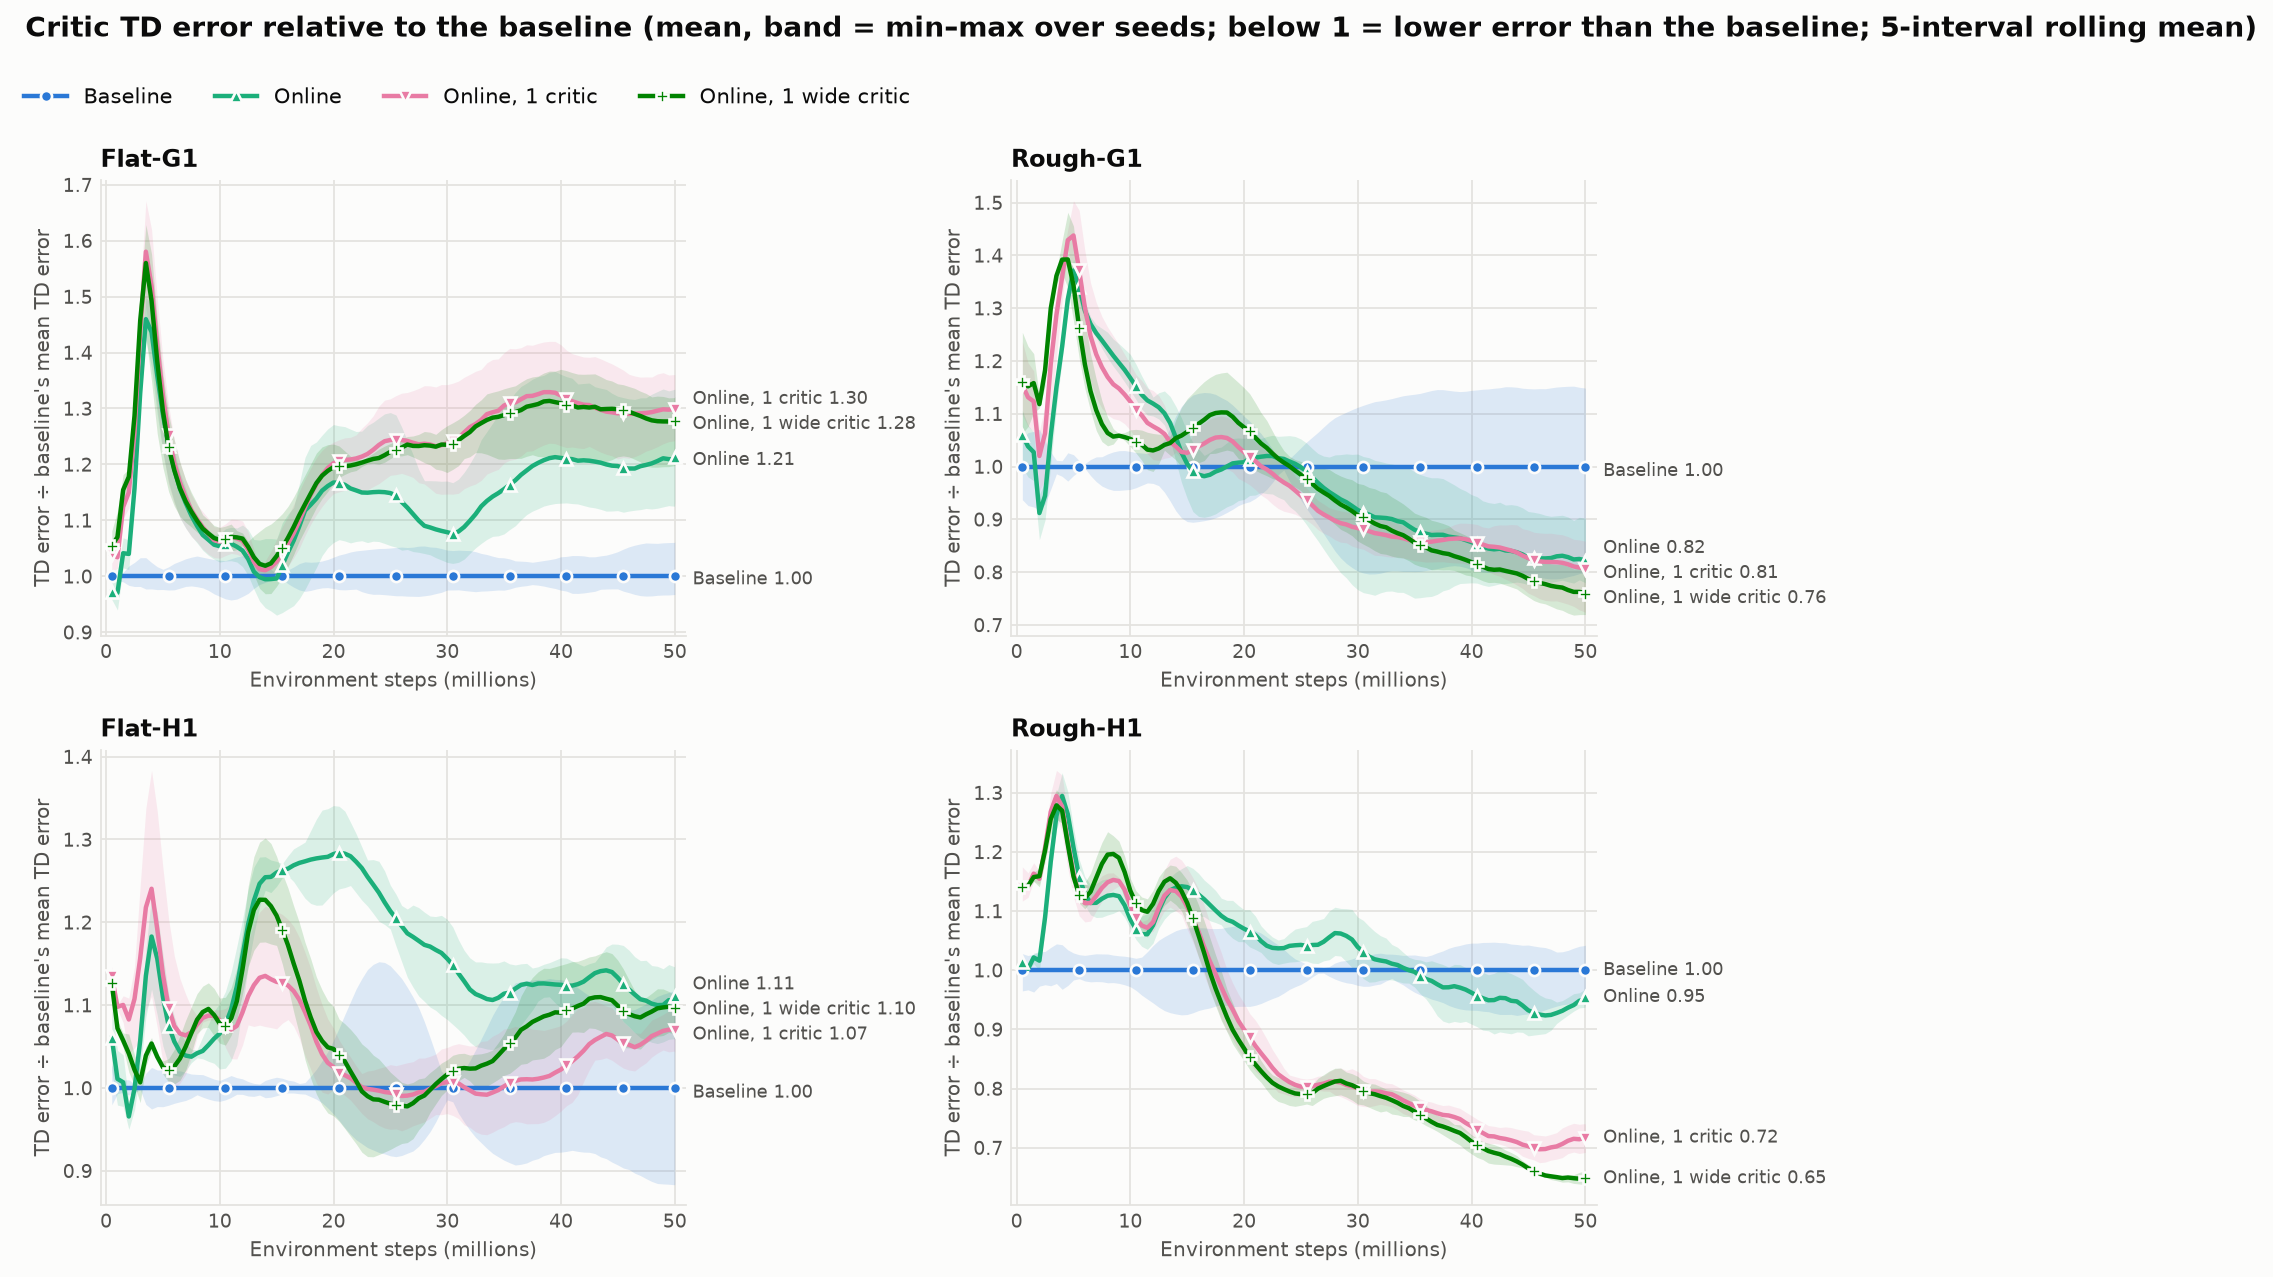 Critic TD error relative to the baseline (mean, band = min–max over seeds; below 1 = lower error than the baseline; 5-interval rolling mean)
Baseline
Online
Online, 1 critic
Online, 1 wide critic
Flat-G1
TD error ÷ baseline's mean TD error
1.7
1.6
1.5
1.4
1.3
1.2
1.1
1.0
0.9
0 10 20 30 40 50
Environment steps (millions)
Online, 1 critic 1.30
Online, 1 wide critic 1.28
Online 1.21
Baseline 1.00
Rough-G1
TD error ÷ baseline's mean TD error
1.5
1.4
1.3
1.2
1.1
1.0
0.9
0.8
0.7
0 10 20 30 40 50
Environment steps (millions)
Baseline 1.00
Online 0.82
Online, 1 critic 0.81
Online, 1 wide critic 0.76
Flat-H1
TD error ÷ baseline's mean TD error
1.4
1.3
1.2
1.1
1.0
0.9
0 10 20 30 40 50
Environment steps (millions)
Online 1.11
Online, 1 wide critic 1.10
Online, 1 critic 1.07
Baseline 1.00
Rough-H1
TD error ÷ baseline's mean TD error
1.3
1.2
1.1
1.0
0.9
0.8
0.7
0 10 20 30 40 50
Environment steps (millions)
Baseline 1.00
Online 0.95
Online, 1 critic 0.72
Online, 1 wide critic 0.65